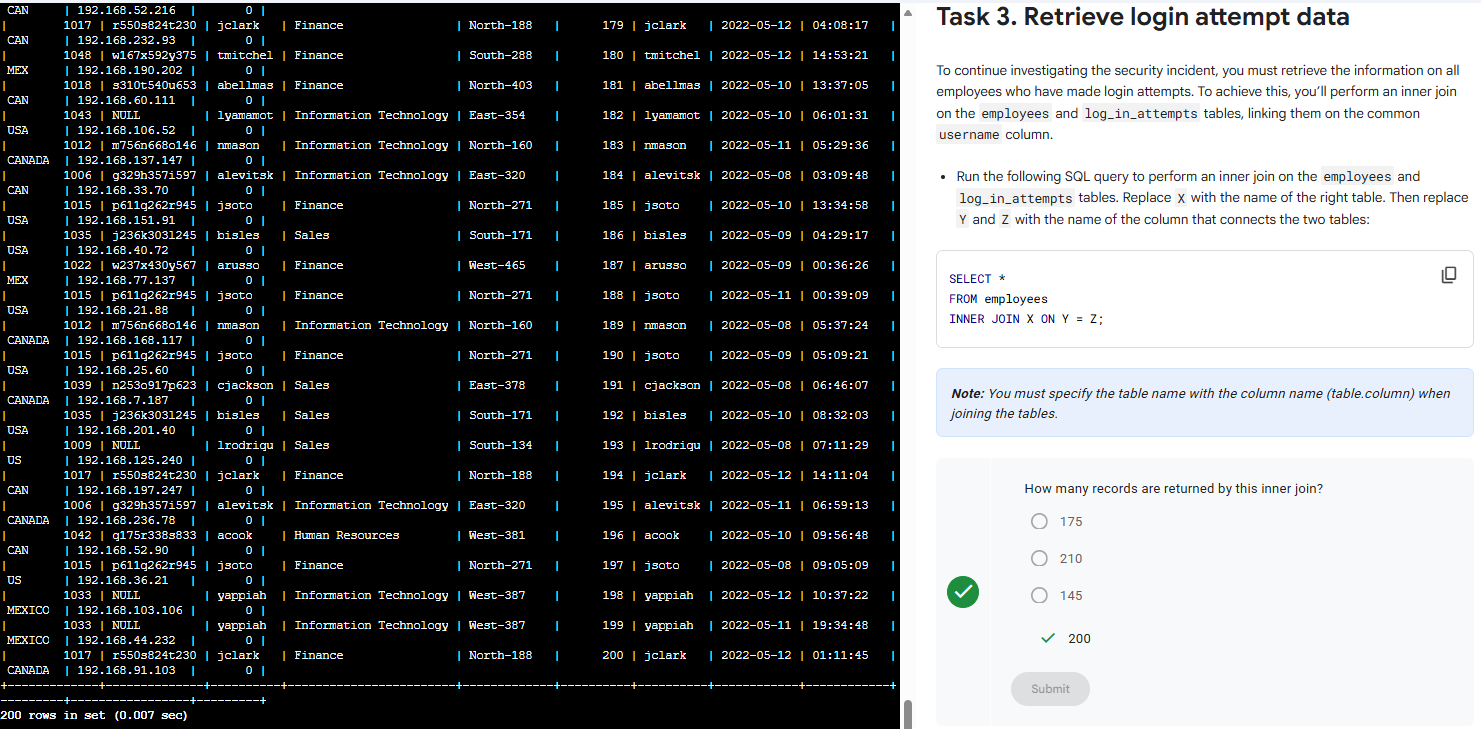 CAN      | 192.168.52.216  |       0 |
|        1017 | r550s824t230 | jclark   | Finance                | North-188   |      179 | jclark   | 2022-05-12 | 04:08:17   |
CAN      | 192.168.232.93  |       0 |
|        1048 | w167x592y375 | tmitchel | Finance                | South-288   |      180 | tmitchel | 2022-05-12 | 14:53:21   |
MEX      | 192.168.190.202 |       0 |
|        1018 | s310t540u653 | abellmas | Finance                | North-403   |      181 | abellmas | 2022-05-10 | 13:37:05   |
CAN      | 192.168.60.111  |       0 |
|        1043 | NULL         | lyamamot | Information Technology | East-354    |      182 | lyamamot | 2022-05-10 | 06:01:31   |
USA      | 192.168.106.52  |       0 |
|        1012 | m756n668o146 | nmason   | Information Technology | North-160   |      183 | nmason   | 2022-05-11 | 05:29:36   |
CANADA   | 192.168.137.147 |       0 |
|        1006 | g329h357i597 | alevitsk | Information Technology | East-320    |      184 | alevitsk | 2022-05-08 | 03:09:48   |
CAN      | 192.168.33.70   |       0 |
|        1015 | p611q262r945 | jsoto    | Finance                | North-271   |      185 | jsoto    | 2022-05-10 | 13:34:58   |
USA      | 192.168.151.91  |       0 |
|        1035 | j236k303l245 | bisles   | Sales                  | South-171   |      186 | bisles   | 2022-05-09 | 04:29:17   |
USA      | 192.168.40.72   |       0 |
|        1022 | w237x430y567 | arusso   | Finance                | West-465    |      187 | arusso   | 2022-05-09 | 00:36:26   |
MEX      | 192.168.77.137  |       0 |
|        1015 | p611q262r945 | jsoto    | Finance                | North-271   |      188 | jsoto    | 2022-05-11 | 00:39:09   |
USA      | 192.168.21.88   |       0 |
|        1012 | m756n668o146 | nmason   | Information Technology | North-160   |      189 | nmason   | 2022-05-08 | 05:37:24   |
CANADA   | 192.168.168.117 |       0 |
|        1015 | p611q262r945 | jsoto    | Finance                | North-271   |      190 | jsoto    | 2022-05-09 | 05:09:21   |
USA      | 192.168.25.60   |       0 |
|        1039 | n253o917p623 | cjackson | Sales                  | East-378    |      191 | cjackson | 2022-05-08 | 06:46:07   |
CANADA   | 192.168.7.187   |       0 |
|        1035 | j236k303l245 | bisles   | Sales                  | South-171   |      192 | bisles   | 2022-05-10 | 08:32:03   |
USA      | 192.168.201.40  |       0 |
|        1009 | NULL         | lrodriqu | Sales                  | South-134   |      193 | lrodriqu | 2022-05-08 | 07:11:29   |
US       | 192.168.125.240 |       0 |
|        1017 | r550s824t230 | jclark   | Finance                | North-188   |      194 | jclark   | 2022-05-12 | 14:11:04   |
CAN      | 192.168.197.247 |       0 |
|        1006 | g329h357i597 | alevitsk | Information Technology | East-320    |      195 | alevitsk | 2022-05-11 | 06:59:13   |
CANADA   | 192.168.236.78  |       0 |
|        1042 | q175r338s833 | acook    | Human Resources        | West-381    |      196 | acook    | 2022-05-10 | 09:56:48   |
CAN      | 192.168.52.90   |       0 |
|        1015 | p611q262r945 | jsoto    | Finance                | North-271   |      197 | jsoto    | 2022-05-08 | 09:05:09   |
US       | 192.168.36.21   |       0 |
|        1033 | NULL         | yappiah  | Information Technology | West-387    |      198 | yappiah  | 2022-05-12 | 10:37:22   |
MEXICO   | 192.168.103.106 |       0 |
|        1033 | NULL         | yappiah  | Information Technology | West-387    |      199 | yappiah  | 2022-05-11 | 19:34:48   |
MEXICO   | 192.168.44.232  |       0 |
|        1017 | r550s824t230 | jclark   | Finance                | North-188   |      200 | jclark   | 2022-05-12 | 01:11:45   |
CANADA   | 192.168.91.103  |       0 |
200 rows in set (0.007 sec)
Task 3. Retrieve login attempt data
To continue investigating the security incident, you must retrieve the information on all
employees who have made login attempts. To achieve this, you'll perform an inner join
on the employees and log_in_attempts tables, linking them on the common
username column.
• Run the following SQL query to perform an inner join on the employees and
log_in_attempts tables. Replace X with the name of the right table. Then replace
Y and Z with the name of the column that connects the two tables:
SELECT *
FROM employees
INNER JOIN X ON Y = Z;
Note: You must specify the table name with the column name (table.column) when
joining the tables.
How many records are returned by this inner join?
175
210
145
200
Submit